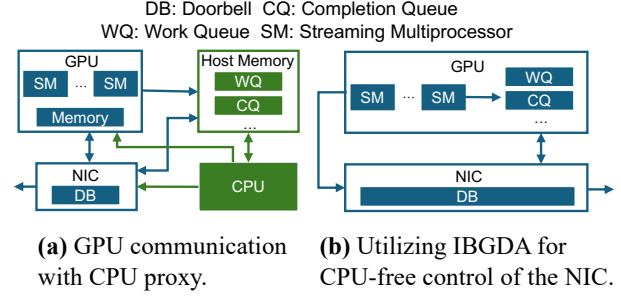 DB: Doorbell CQ: Completion Queue
WQ: Work Queue SM: Streaming Multiprocessor
GPU
SM ... SM
Memory
Host Memory
WQ
CQ
...
NIC
DB
CPU
GPU
SM ... SM
WQ
CQ
...
NIC
DB
(a) GPU communication
with CPU proxy.
(b) Utilizing IBGDA for
CPU-free control of the NIC.